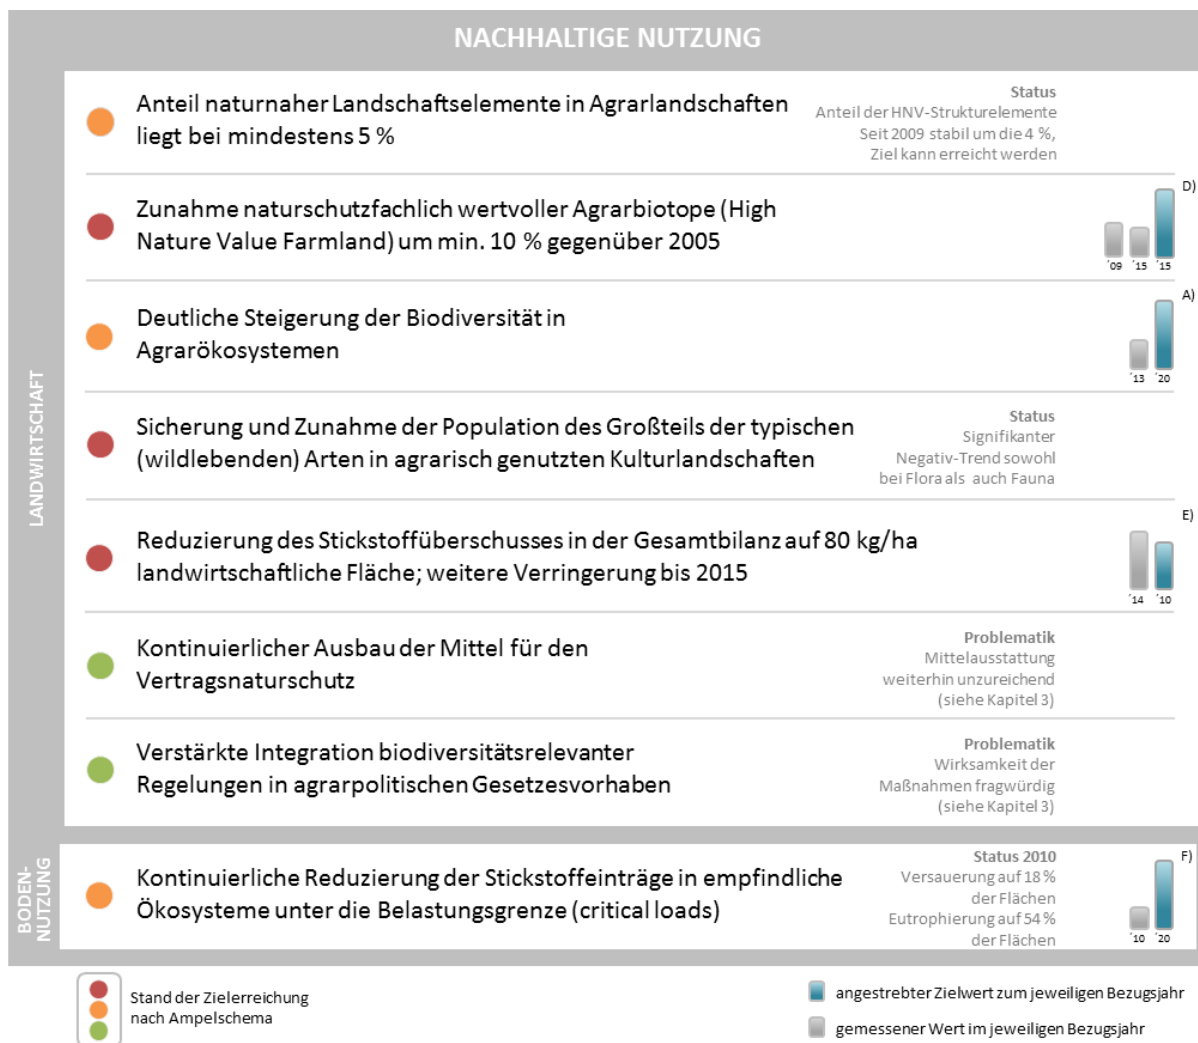 NACHHALTIGE NUTZUNG
LANDWIRTSCHAFT
Anteil naturnaher Landschaftselemente in Agrarlandschaften
liegt bei mindestens 5 %
Status
Anteil der HNV-Strukturelemente
Seit 2009 stabil um die 4 %,
Ziel kann erreicht werden
Zunahme naturschutzfachlich wertvoller Agrarbiotope (High
Nature Value Farmland) um min. 10 % gegenüber 2005
D)
´09 ´15 ´15
Deutliche Steigerung der Biodiversität in
Agrarökosystemen
A)
´13 ´20
Sicherung und Zunahme der Population des Großteils der typischen
(wildlebenden) Arten in agrarisch genutzten Kulturlandschaften
Status
Signifikanter
Negativ-Trend sowohl
bei Flora als auch Fauna
Reduzierung des Stickstoffüberschusses in der Gesamtbilanz auf 80 kg/ha
landwirtschaftliche Fläche; weitere Verringerung bis 2015
E)
´14 ´10
Kontinuierlicher Ausbau der Mittel für den
Vertragsnaturschutz
Problematik
Mittelausstattung
weiterhin unzureichend
(siehe Kapitel 3)
Verstärkte Integration biodiversitätsrelevanter
Regelungen in agrarpolitischen Gesetzesvorhaben
Problematik
Wirksamkeit der
Maßnahmen fragwürdig
(siehe Kapitel 3)
BODEN-
NUTZUNG
Kontinuierliche Reduzierung der Stickstoffeinträge in empfindliche
Ökosysteme unter die Belastungsgrenze (critical loads)
Status 2010
Versauerung auf 18 %
der Flächen
Eutrophierung auf 54 %
der Flächen
F)
´10 ´20
Stand der Zielerreichung
nach Ampelschema
angestrebter Zielwert zum jeweiligen Bezugsjahr
gemessener Wert im jeweiligen Bezugsjahr